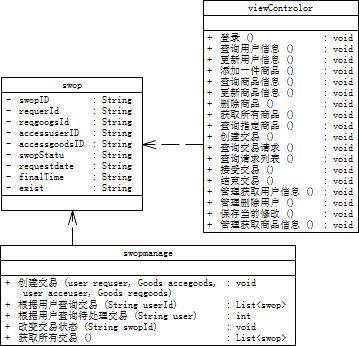 viewControlor
+ 登录 () : void
+ 查询用户信息 () : void
+ 更新用户信息 () : void
+ 添加一件商品 () : void
+ 查询商品信息 () : void
+ 更新商品信息 () : void
+ 删除商品 () : void
+ 获取所有商品 () : void
+ 查询指定商品 () : void
+ 创建交易 () : void
+ 查询交易请求 () : void
+ 查询请求列表 () : void
+ 接受交易 () : void
+ 结束交易 () : void
+ 管理获取用户信息 () : void
+ 管理删除用户 () : void
+ 保存当前修改 () : void
+ 管理获取商品信息 () : void
swop
- swopID : String
- requerId : String
- reqgoogsId : String
- accessuserID : String
- accessgoodsID : String
- swopStatu : String
- requestdate : String
- finalTime : String
- exist : String
swopmanage
+ 创建交易 (user requser, Goods accegoods, : void
user acceuser, Goods reqgoods)
+ 根据用户查询交易 (String userId) : List<swop>
+ 根据用户查询待处理交易 (String user) : int
+ 改变交易状态 (String swopId) : void
+ 获取所有交易 () : List<swop>